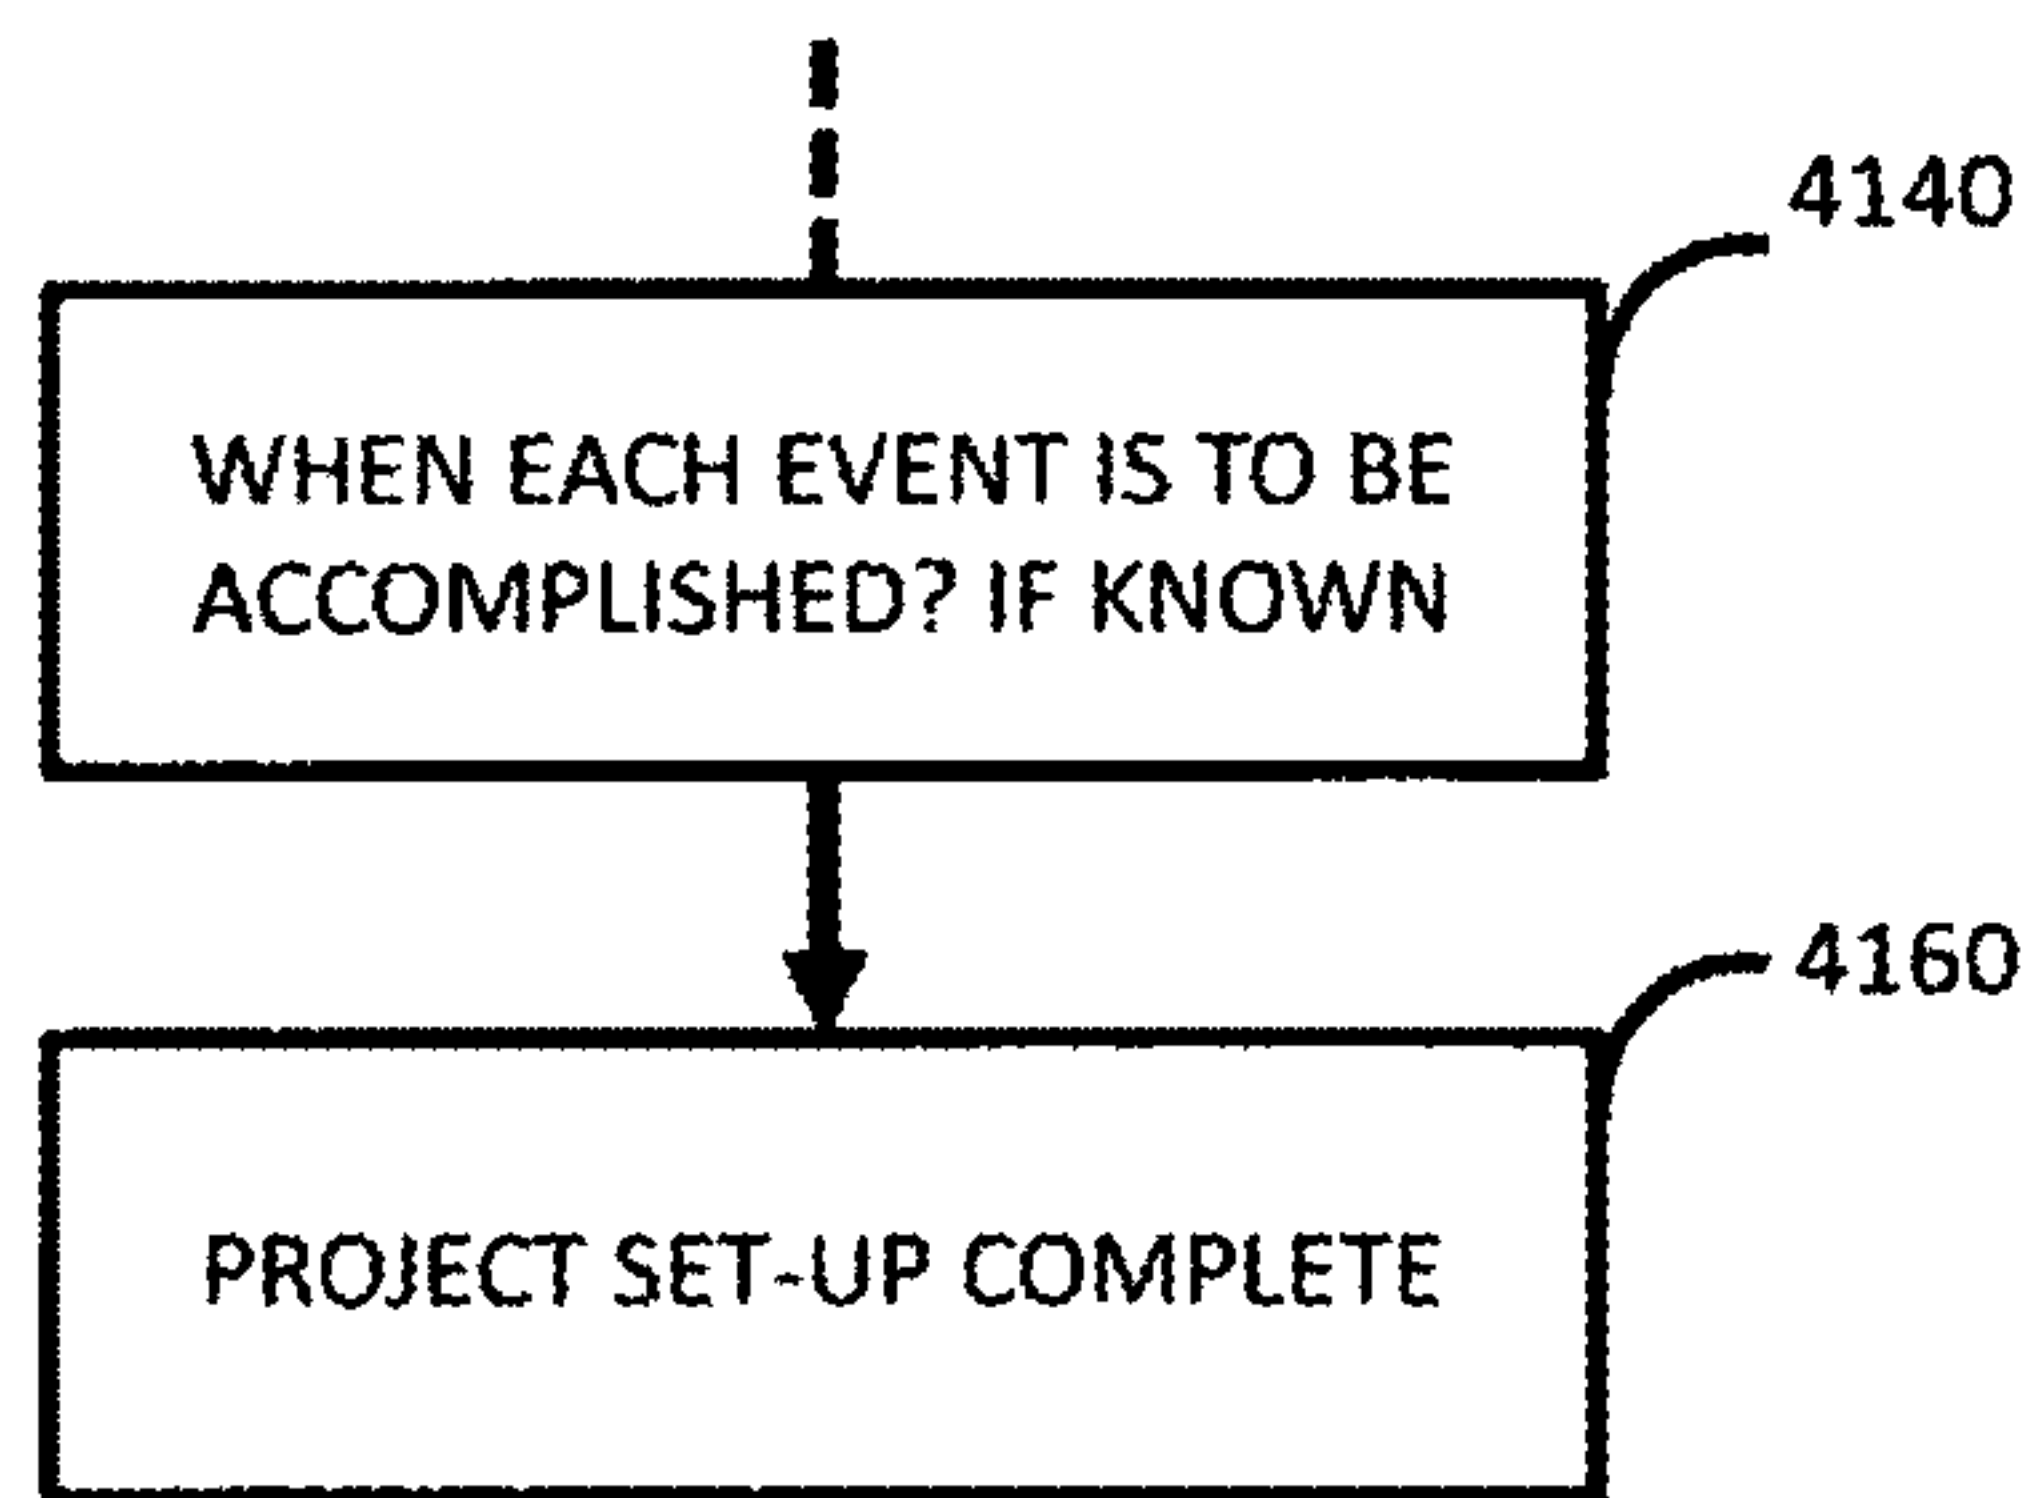 4140
WHEN EACH EVENT IS TO BE
ACCOMPLISHED? IF KNOWN
4160
PROJECT SET-UP COMPLETE